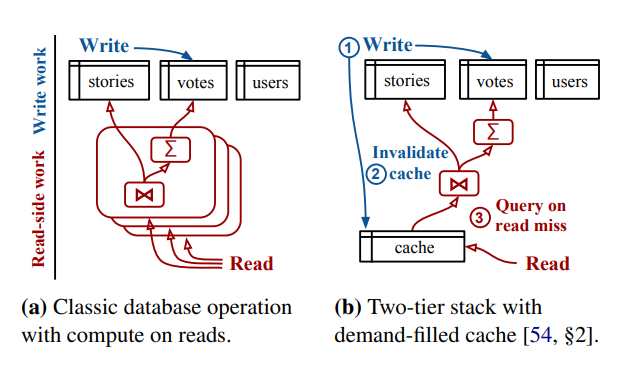 Write
stories
votes
users
Write work
Read-side work
Σ
⋈
Read
(a) Classic database operation
with compute on reads.
1 Write
stories
votes
users
Σ
Invalidate
2 cache
⋈
3 Query on
read miss
cache
Read
(b) Two-tier stack with
demand-filled cache [54, §2].